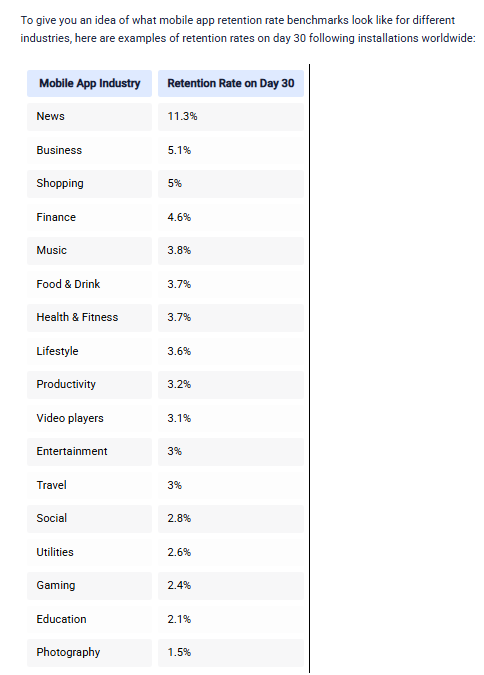 To give you an idea of what mobile app retention rate benchmarks look like for different
industries, here are examples of retention rates on day 30 following installations worldwide:
Mobile App Industry Retention Rate on Day 30
News 11.3%
Business 5.1%
Shopping 5%
Finance 4.6%
Music 3.8%
Food & Drink 3.7%
Health & Fitness 3.7%
Lifestyle 3.6%
Productivity 3.2%
Video players 3.1%
Entertainment 3%
Travel 3%
Social 2.8%
Utilities 2.6%
Gaming 2.4%
Education 2.1%
Photography 1.5%